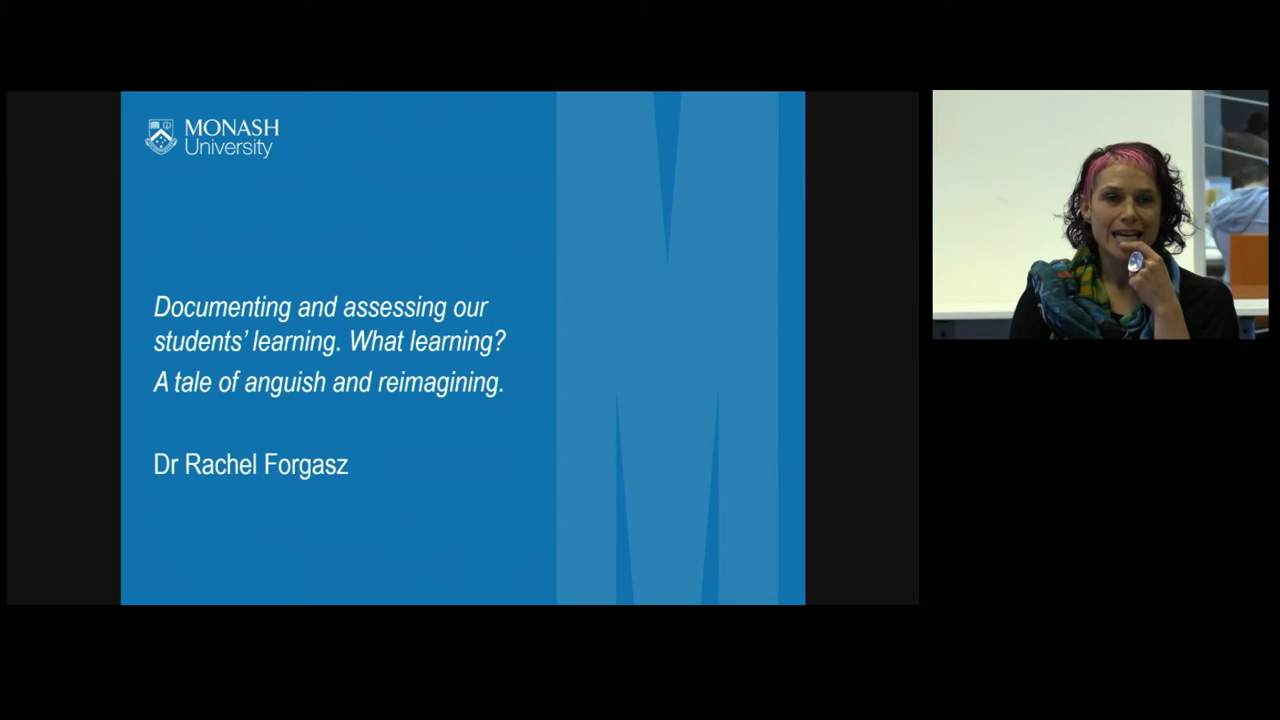 MONASH
University
Documenting and assessing our
students’ learning. What learning?
A tale of anguish and reimagining.
Dr Rachel Forgasz